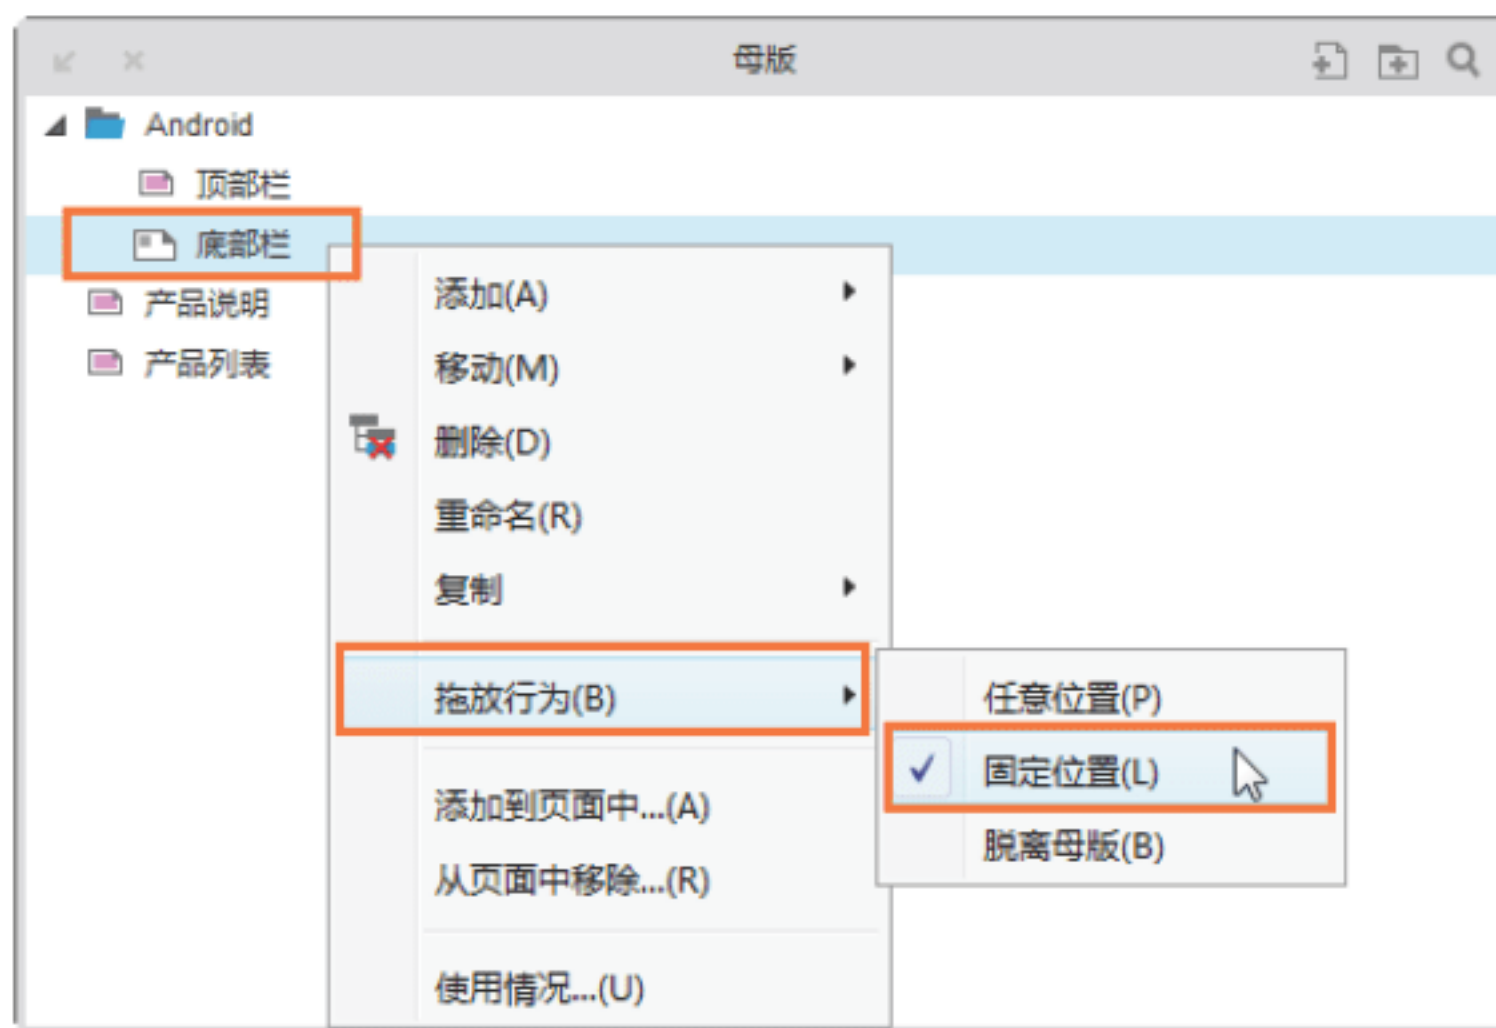 母版
Android
顶部栏
底部栏
产品说明
产品列表
添加(A)
移动(M)
删除(D)
重命名(R)
复制
拖放行为(B)
任意位置(P)
固定位置(L)
脱离母版(B)
添加到页面中...(A)
从页面中移除...(R)
使用情况...(U)